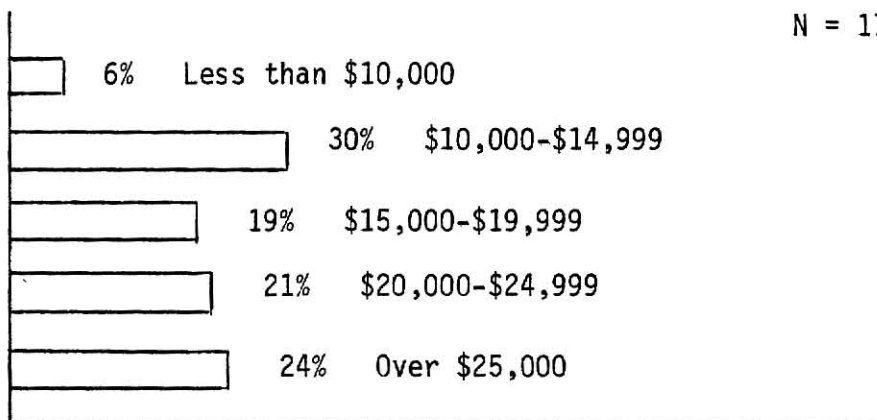 N = 1
6% Less than $10,000
30% $10,000-$14,999
19% $15,000-$19,999
21% $20,000-$24,999
24% Over $25,000